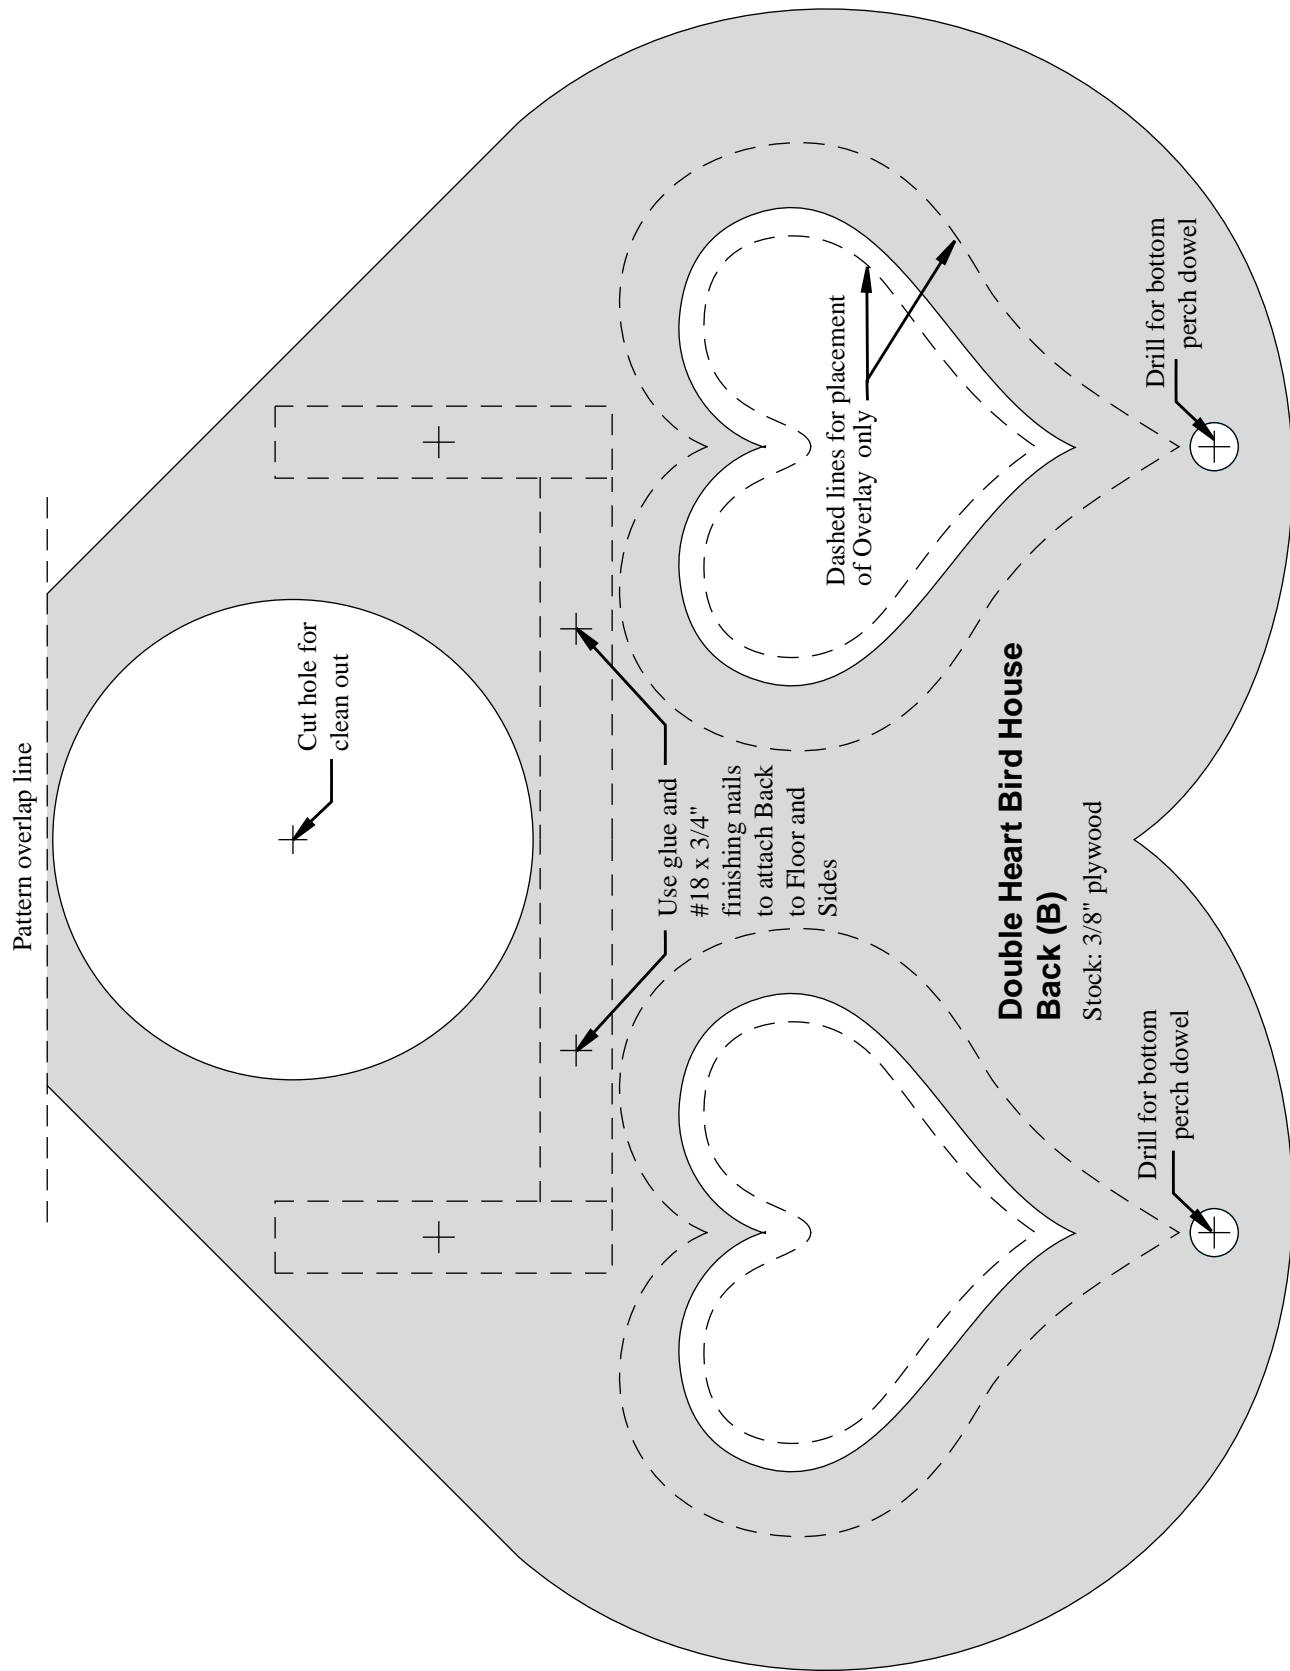 Pattern overlap line
Cut hole for
clean out
Use glue and
#18 x 3/4"
finishing nails
to attach Back
to Floor and
Sides
Dashed lines for placement
of Overlay only
Double Heart Bird House
Back (B)
Stock: 3/8" plywood
Drill for bottom
perch dowel
Drill for bottom
perch dowel